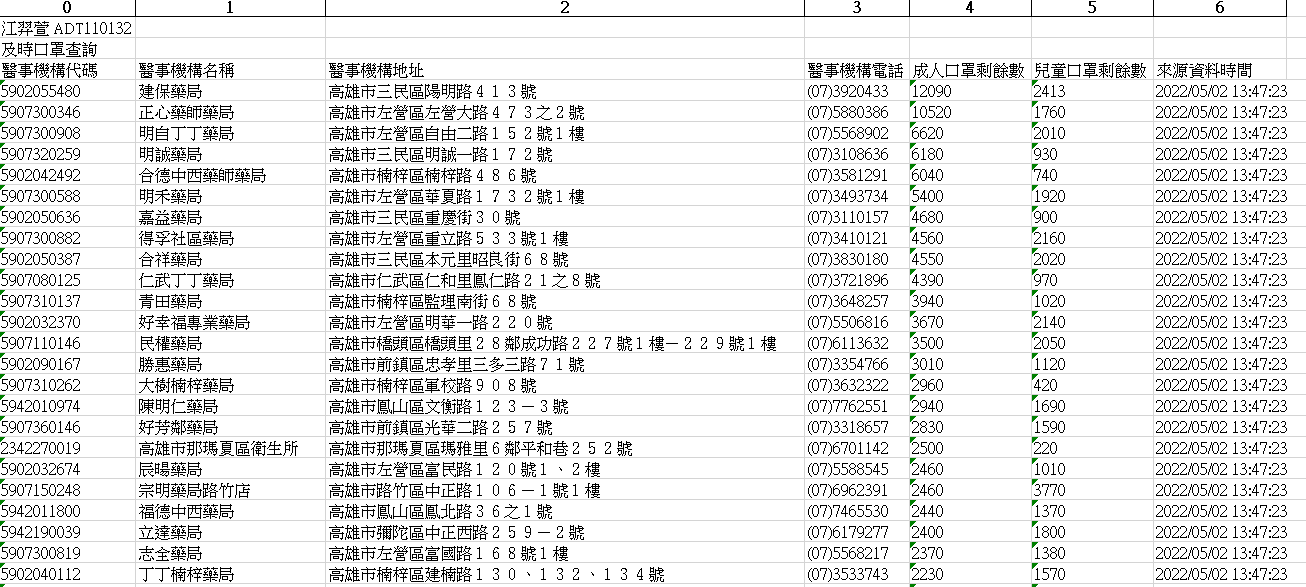 0 1 2 3 4 5 6
江羿萱 ADT110132
及時口罩查詢
醫事機構代碼 醫事機構名稱 醫事機構地址 醫事機構電話 成人口罩剩餘數 兒童口罩剩餘數 來源資料時間
5902055480 建保藥局 高雄市三民區陽明路４１３號 (07)3920433 12090 2413 2022/05/02 13:47:23
5907300346 正心藥師藥局 高雄市左營區左營大路４７３之２號 (07)5880386 10520 1760 2022/05/02 13:47:23
5907300908 明自丁丁藥局 高雄市左營區自由二路１５２號１樓 (07)5568902 6620 2010 2022/05/02 13:47:23
5907320259 明誠藥局 高雄市三民區明誠一路１７２號 (07)3108636 6180 930 2022/05/02 13:47:23
5902042492 合德中西藥師藥局 高雄市楠梓區楠梓路４８６號 (07)3581291 6040 740 2022/05/02 13:47:23
5907300588 明禾藥局 高雄市左營區華夏路１７３２號１樓 (07)3493734 5400 1920 2022/05/02 13:47:23
5902050636 嘉益藥局 高雄市三民區重慶街３０號 (07)3110157 4680 900 2022/05/02 13:47:23
5907300882 得孚社區藥局 高雄市左營區重立路５３３號１樓 (07)3410121 4560 2160 2022/05/02 13:47:23
5902050387 合祥藥局 高雄市三民區本元里昭良街６８號 (07)3830180 4550 2020 2022/05/02 13:47:23
5907080125 仁武丁丁藥局 高雄市仁武區仁和里鳳仁路２１之８號 (07)3721896 4390 970 2022/05/02 13:47:23
5907310137 青田藥局 高雄市楠梓區監理南街６８號 (07)3648257 3940 1020 2022/05/02 13:47:23
5902032370 好幸福專業藥局 高雄市左營區明華一路２２０號 (07)5506816 3670 2140 2022/05/02 13:47:23
5907110146 民權藥局 高雄市橋頭區橋頭里２８鄰成功路２２７號１樓－２２９號１樓 (07)6113632 3500 2050 2022/05/02 13:47:23
5902090167 勝惠藥局 高雄市前鎮區忠孝里三多三路７１號 (07)3354766 3010 1120 2022/05/02 13:47:23
5907310262 大樹楠梓藥局 高雄市楠梓區軍校路９０８號 (07)3632322 2960 420 2022/05/02 13:47:23
5942010974 陳明仁藥局 高雄市鳳山區文衡路１２３－３號 (07)7762551 2940 1690 2022/05/02 13:47:23
5907360146 好芳鄰藥局 高雄市前鎮區光華二路２５７號 (07)3318657 2830 1590 2022/05/02 13:47:23
2342270019 高雄市那瑪夏區衛生所 高雄市那瑪夏區瑪雅里６鄰平和巷２５２號 (07)6701142 2500 220 2022/05/02 13:47:23
5902032674 辰暘藥局 高雄市左營區富民路１２０號１、２樓 (07)5588545 2460 1010 2022/05/02 13:47:23
5907150248 宗明藥局路竹店 高雄市路竹區中正路１０６－１號１樓 (07)6962391 2460 3770 2022/05/02 13:47:23
5942011800 福德中西藥局 高雄市鳳山區鳳北路３６之１號 (07)7465530 2440 1370 2022/05/02 13:47:23
5942190039 立達藥局 高雄市彌陀區中正西路２５９－２號 (07)6179277 2400 1800 2022/05/02 13:47:23
5907300819 志全藥局 高雄市左營區富國路１６８號１樓 (07)5568217 2370 1380 2022/05/02 13:47:23
5902040112 丁丁楠梓藥局 高雄市楠梓區建楠路１３０、１３２、１３４號 (07)3533743 2230 1570 2022/05/02 13:47:23